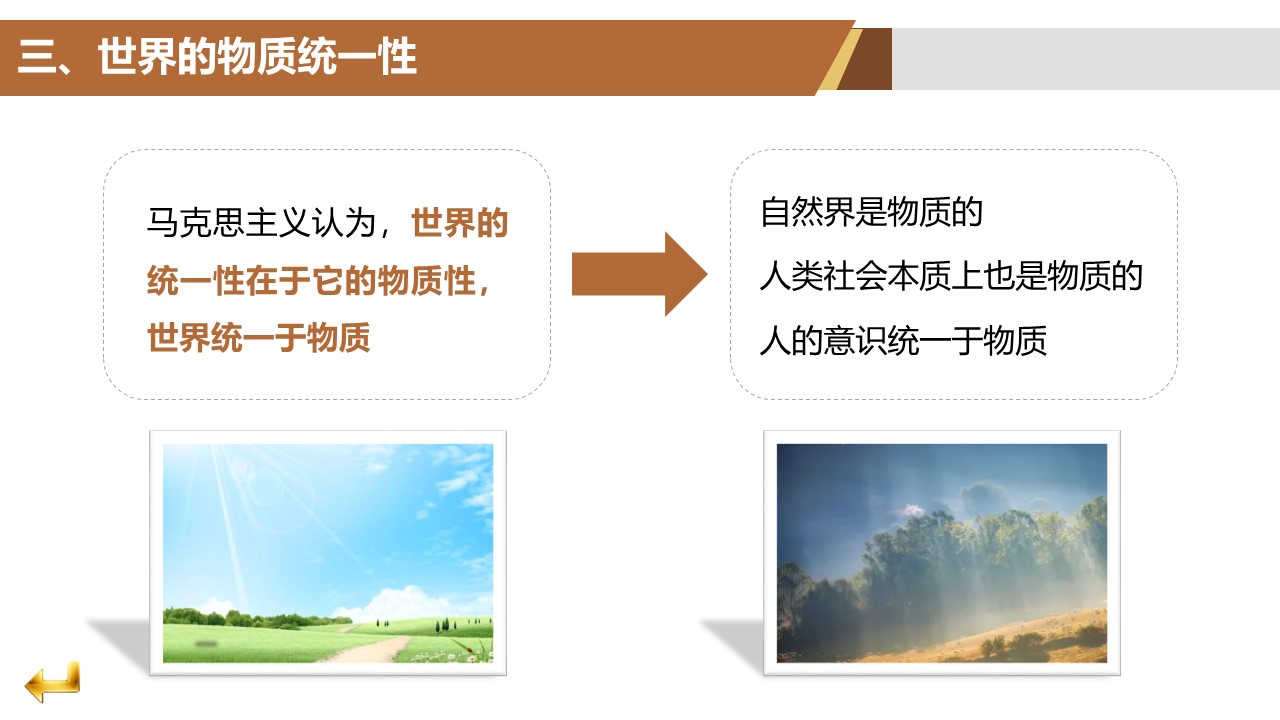 三、世界的物质统一性
马克思主义认为，世界的
统一性在于它的物质性，
世界统一于物质
自然界是物质的
人类社会本质上也是物质的
人的意识统一于物质